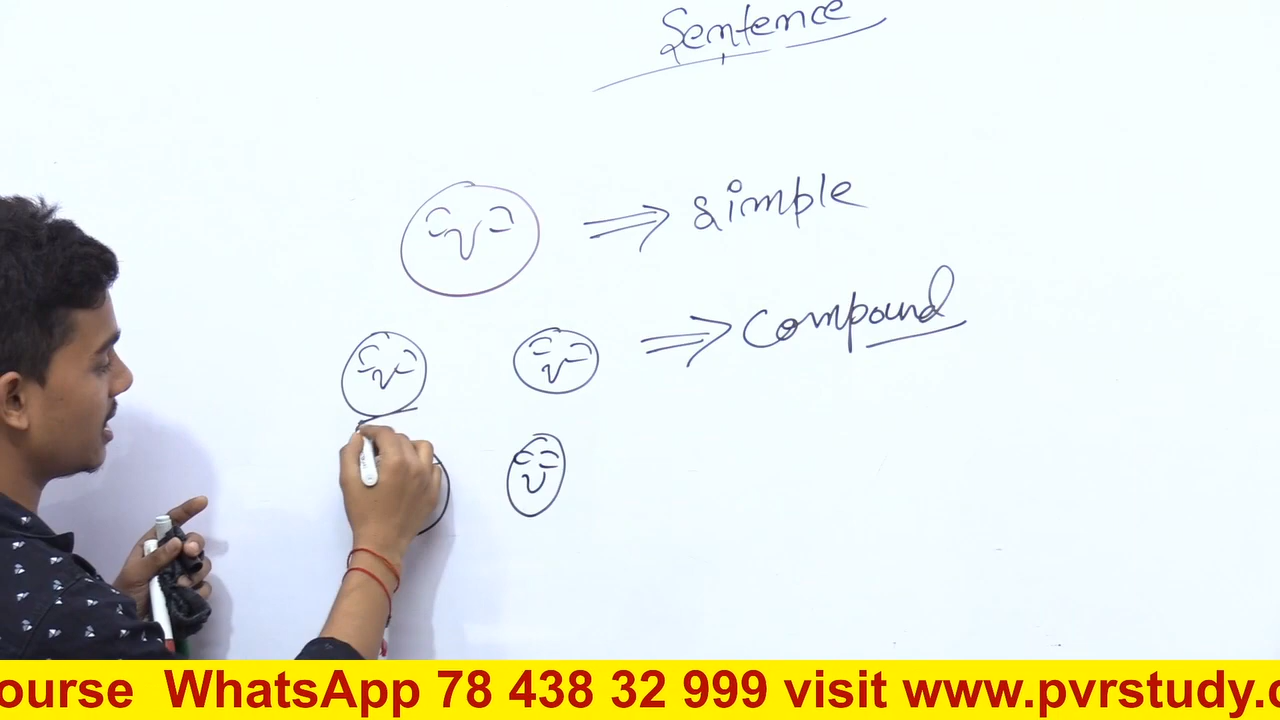 Sentence
⇒ simple
⇒ Compound
ourse WhatsApp 78 438 32 999 visit www.pvrstudy.c